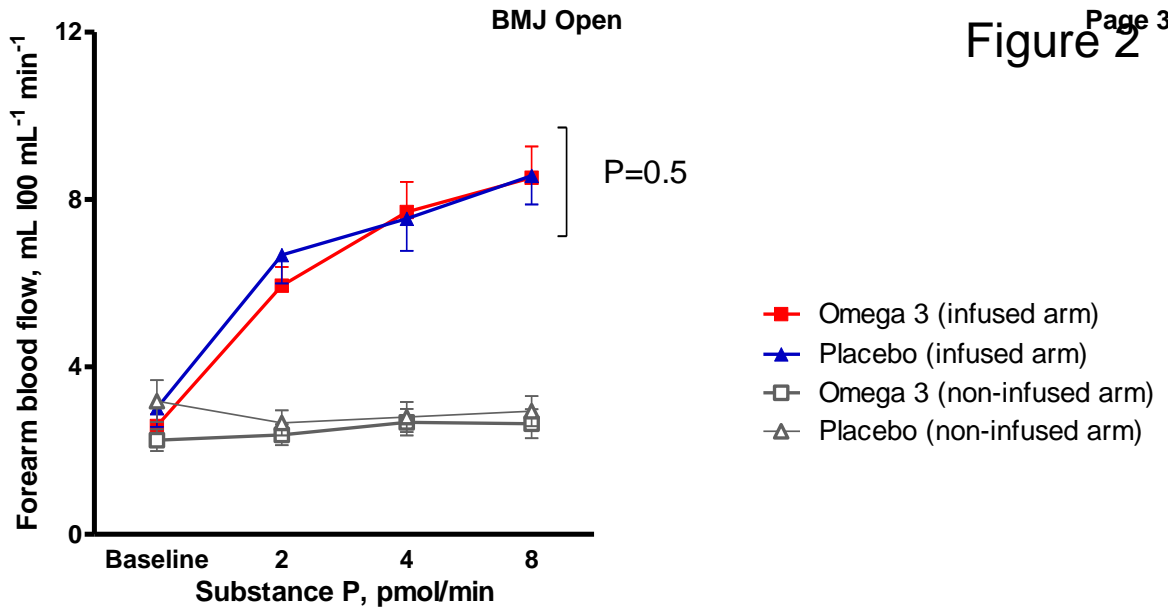 BMJ Open
Page 3
Figure 2
Forearm blood flow, mL l00 mL⁻¹ min⁻¹
12
8
4
0
P=0.5
Omega 3 (infused arm)
Placebo (infused arm)
Omega 3 (non-infused arm)
Placebo (non-infused arm)
Baseline 2 4 8
Substance P, pmol/min